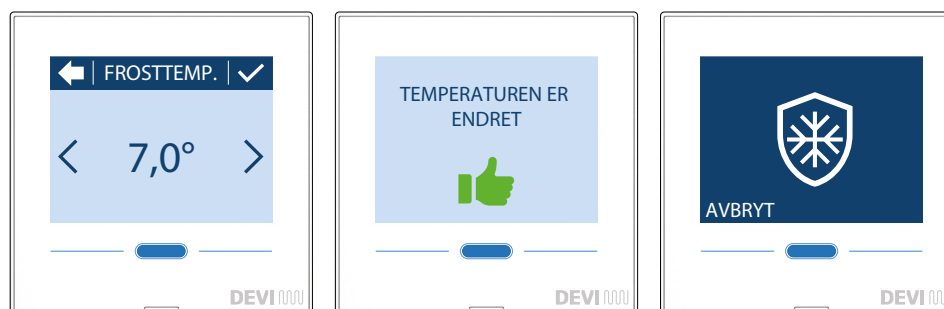 FROSTTEMP.
7,0°
DEVI
TEMPERATUREN ER
ENDRET
DEVI
AVBRYT
DEVI